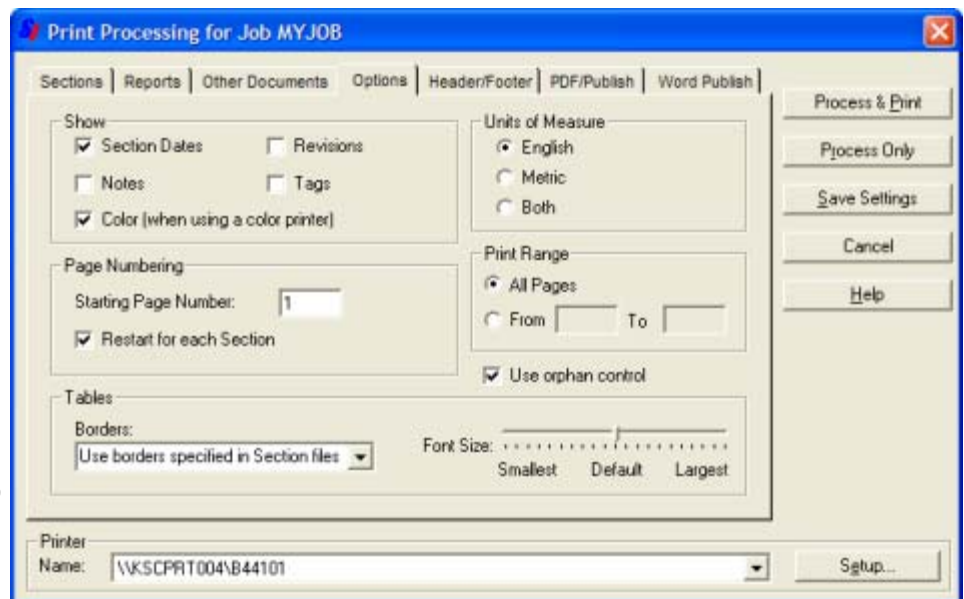 Print Processing for Job MYJOB
Sections Reports Other Documents Options Header/Footer PDF/Publish Word Publish
Show
Section Dates Revisions
Notes Tags
Color (when using a color printer)
Units of Measure
English
Metric
Both
Page Numbering
Starting Page Number: 1
Restart for each Section
Print Range
All Pages
From To
Use orphan control
Tables
Borders:
Use borders specified in Section files
Font Size:
Smallest Default Largest
Process & Print
Process Only
Save Settings
Cancel
Help
Printer
Name: \\KSCPRT004\B44101
Setup...